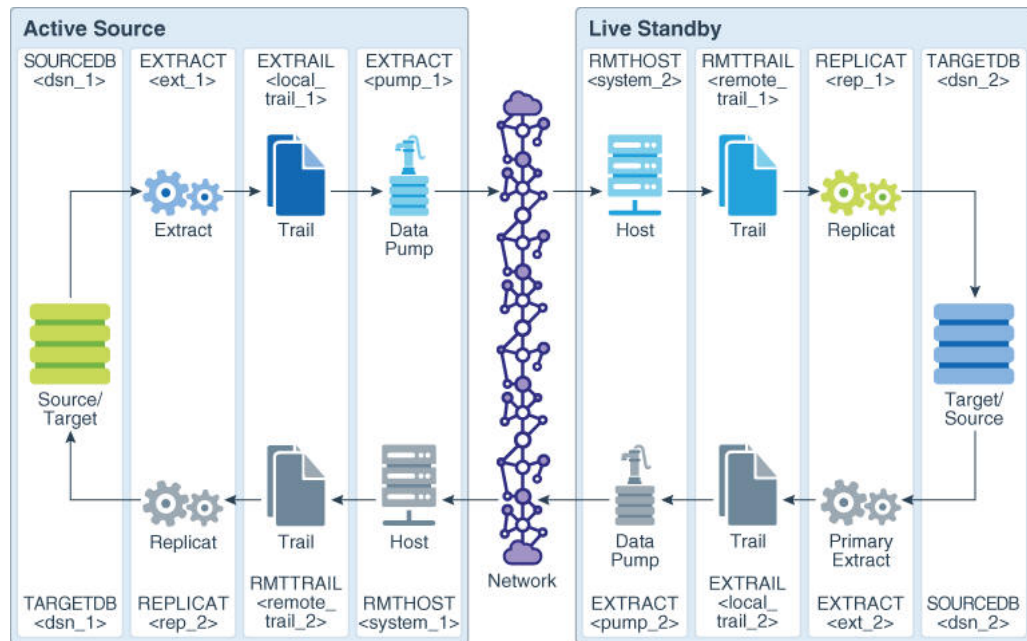 Active Source
Live Standby
SOURCEDB
<dsn_1>
EXTRACT
<ext_1>
EXTRAIL
<local_
trail_1>
EXTRACT
<pump_1>
RMTHOST
<system_2>
RMTTRAIL
<remote_
trail_1>
REPLICAT
<rep_1>
TARGETDB
<dsn_2>
Extract
Trail
Data
Pump
Host
Trail
Replicat
Source/
Target
Target/
Source
Replicat
Trail
Host
Network
Data
Pump
Trail
Primary
Extract
TARGETDB
<dsn_1>
REPLICAT
<rep_2>
RMTTRAIL
<remote_
trail_2>
RMTHOST
<system_1>
EXTRACT
<pump_2>
EXTRAIL
<local_
trail_2>
EXTRACT
<ext_2>
SOURCEDB
<dsn_2>